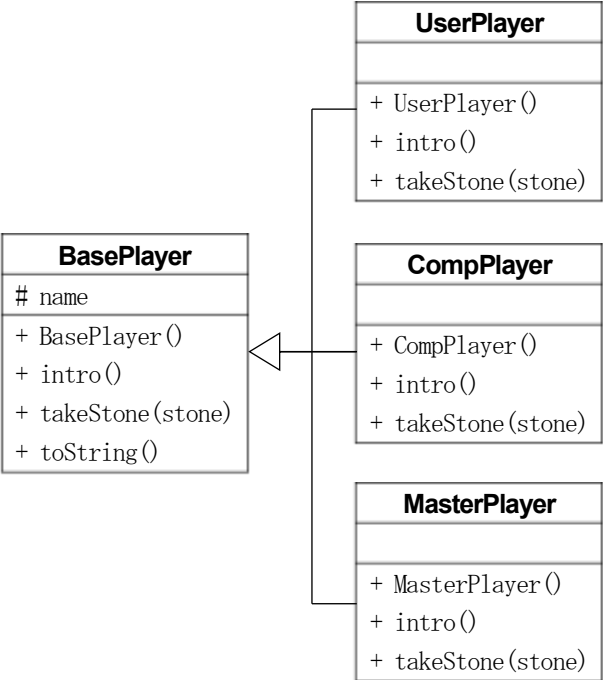 UserPlayer
+ UserPlayer()
+ intro()
+ takeStone(stone)
BasePlayer
# name
+ BasePlayer()
+ intro()
+ takeStone(stone)
+ toString()
CompPlayer
+ CompPlayer()
+ intro()
+ takeStone(stone)
MasterPlayer
+ MasterPlayer()
+ intro()
+ takeStone(stone)